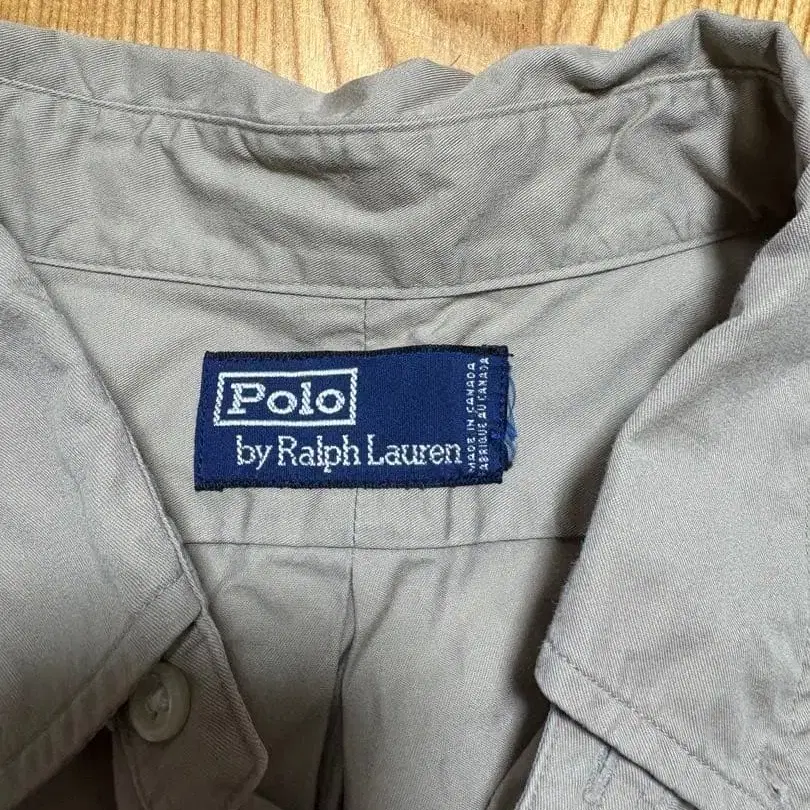 Polo
by Ralph Lauren
MADE IN CANADA
FABRIQUE AU CANADA